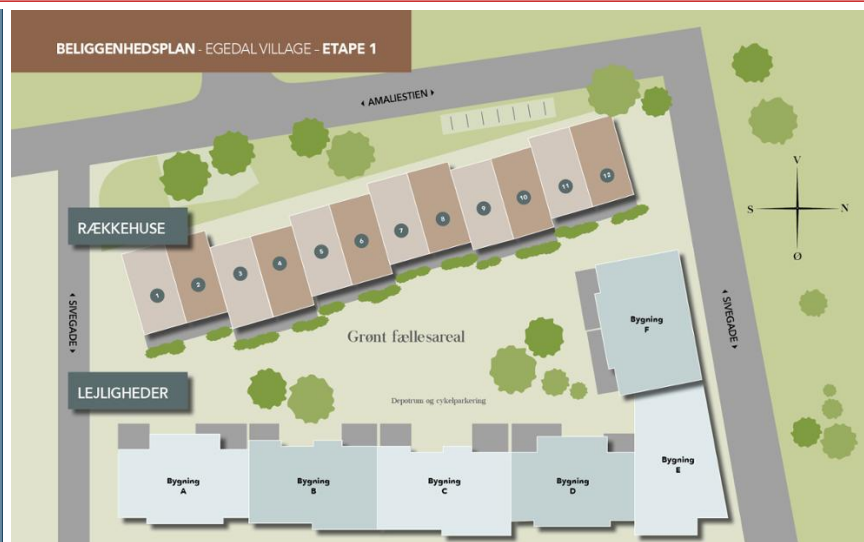 BELIGGENHEDSPLAN - EGEDAL VILLAGE - ETAPE 1
AMALIESTIEN
RÆKKEHUSE
1
2
3
4
5
6
7
8
9
10
11
12
V
S
N
Ø
SIVEGADE
SIVEGADE
Grønt fællesareal
LEJLIGHEDER
Depotrum og cykelparkering
Bygning
F
Bygning
A
Bygning
B
Bygning
C
Bygning
D
Bygning
E